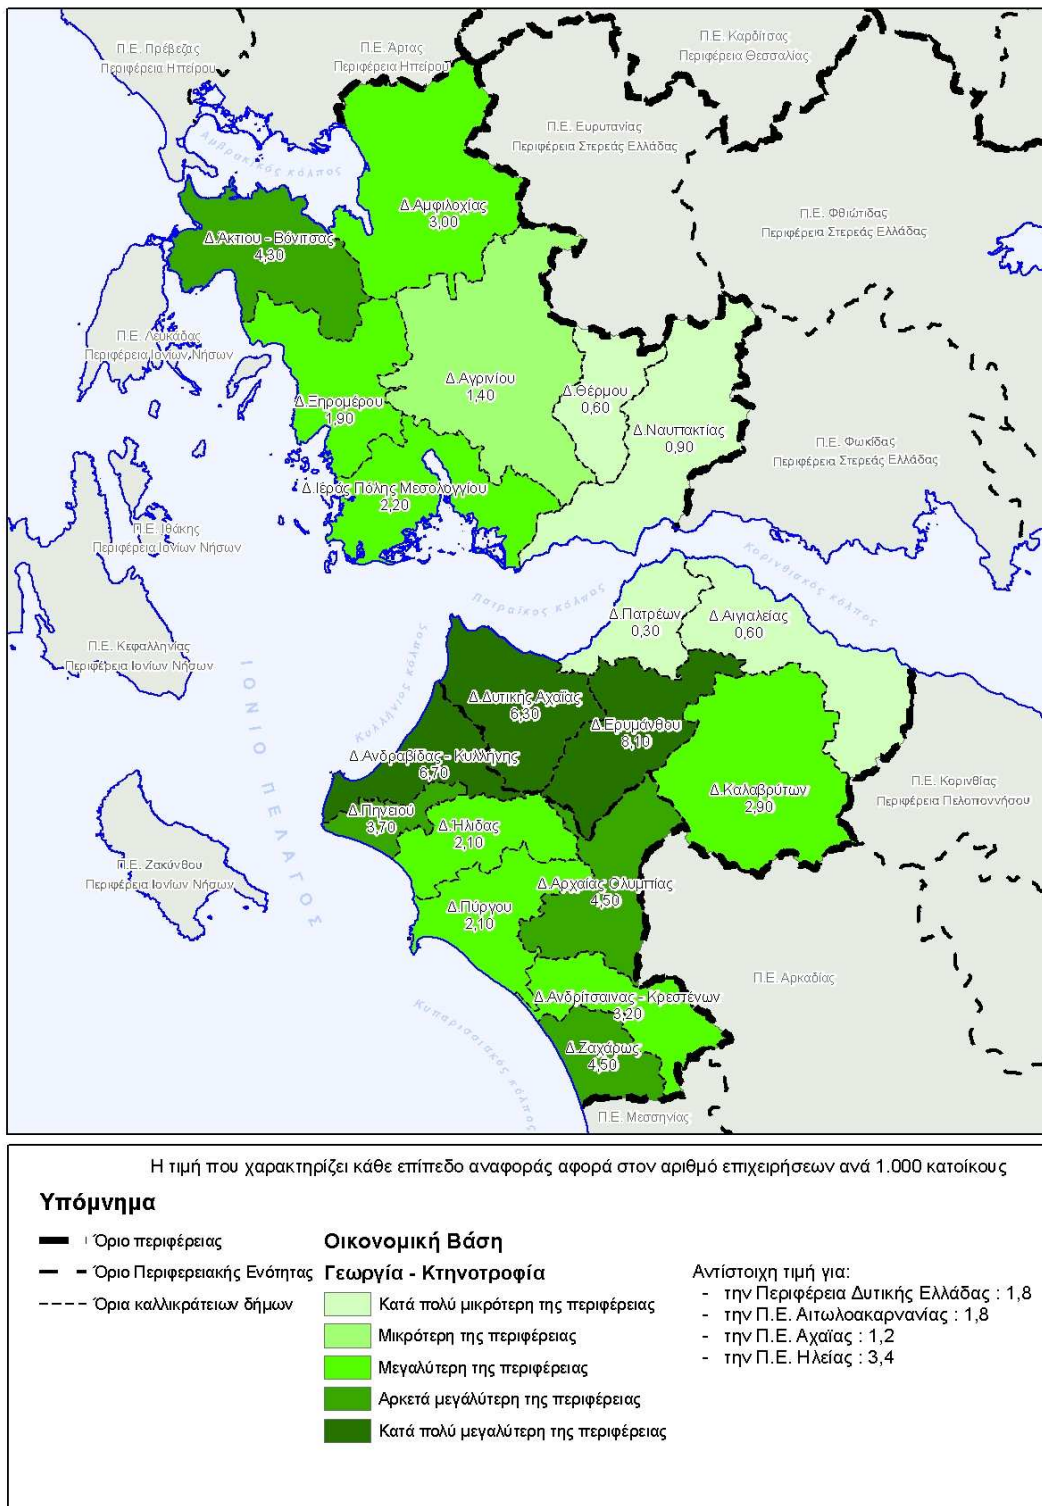 Π.Ε. Πρέβεζας
Περιφέρεια Ηπείρου
Π.Ε. Άρτας
Περιφέρεια Ηπείρου
Π.Ε. Καρδίτσας
Περιφέρεια Θεσσαλίας
Π.Ε. Ευρυτανίας
Περιφέρεια Στερεάς Ελλάδας
Αμβρακικός κόλπος
Δ.Αμφιλοχίας
3,00
Π.Ε. Φθιώτιδας
Περιφέρεια Στερεάς Ελλάδας
Δ.Άκτιου - Βόνιτσας
4,30
Π.Ε. Λευκάδας
Περιφέρεια Ιονίων Νήσων
Δ.Αγρινίου
1,40
Δ.Θέρμου
0,60
Δ.Ξηρομέρου
1,90
Δ.Ναυπακτίας
0,90
Π.Ε. Φωκίδας
Περιφέρεια Στερεάς Ελλάδας
Δ.Ιεράς Πόλης Μεσολογγίου
2,20
Π.Ε. Ιθάκης
Περιφέρεια Ιονίων Νήσων
Κορινθιακός κόλπος
Πατραϊκος κόλπος
Δ.Πατρέων
0,30
Δ.Αιγιαλείας
0,60
Π.Ε. Κεφαλληνίας
Περιφέρεια Ιονίων Νήσων
ΙΟΝΙΟ ΠΕΛΑΓΟΣ
Κυλλήνιος κόλπος
Δ.Δυτικής Αχαΐας
6,30
Δ.Ερυμάνθου
8,10
Δ.Ανδραβίδας - Κυλλήνης
6,70
Δ.Καλαβρύτων
2,90
Π.Ε. Κορινθίας
Περιφέρεια Πελοποννήσου
Δ.Πηνειού
3,70
Δ.Ήλιδας
2,10
Π.Ε. Ζακύνθου
Περιφέρεια Ιονίων Νήσων
Δ.Αρχαίας Ολυμπίας
4,50
Δ.Πύργου
2,10
Π.Ε. Αρκαδίας
Δ.Ανδρίτσαινας - Κρεστένων
3,20
Κυπαρισσιακός κόλπος
Δ.Ζαχάρως
4,50
Π.Ε. Μεσσηνίας
Η τιμή που χαρακτηρίζει κάθε επίπεδο αναφοράς αφορά στον αριθμό επιχειρήσεων ανά 1.000 κατοίκους
Υπόμνημα
Όριο περιφέρειας
Όριο Περιφερειακής Ενότητας
Όρια καλλικράτειων δήμων
Οικονομική Βάση
Γεωργία - Κτηνοτροφία
Κατά πολύ μικρότερη της περιφέρειας
Μικρότερη της περιφέρειας
Μεγαλύτερη της περιφέρειας
Αρκετά μεγάλύτερη της περιφέρειας
Κατά πολύ μεγαλύτερη της περιφέρειας
Αντίστοιχη τιμή για:
- την Περιφέρεια Δυτικής Ελλάδας : 1,8
- την Π.Ε. Αιτωλοακαρνανίας : 1,8
- την Π.Ε. Αχαΐας : 1,2
- την Π.Ε. Ηλείας : 3,4